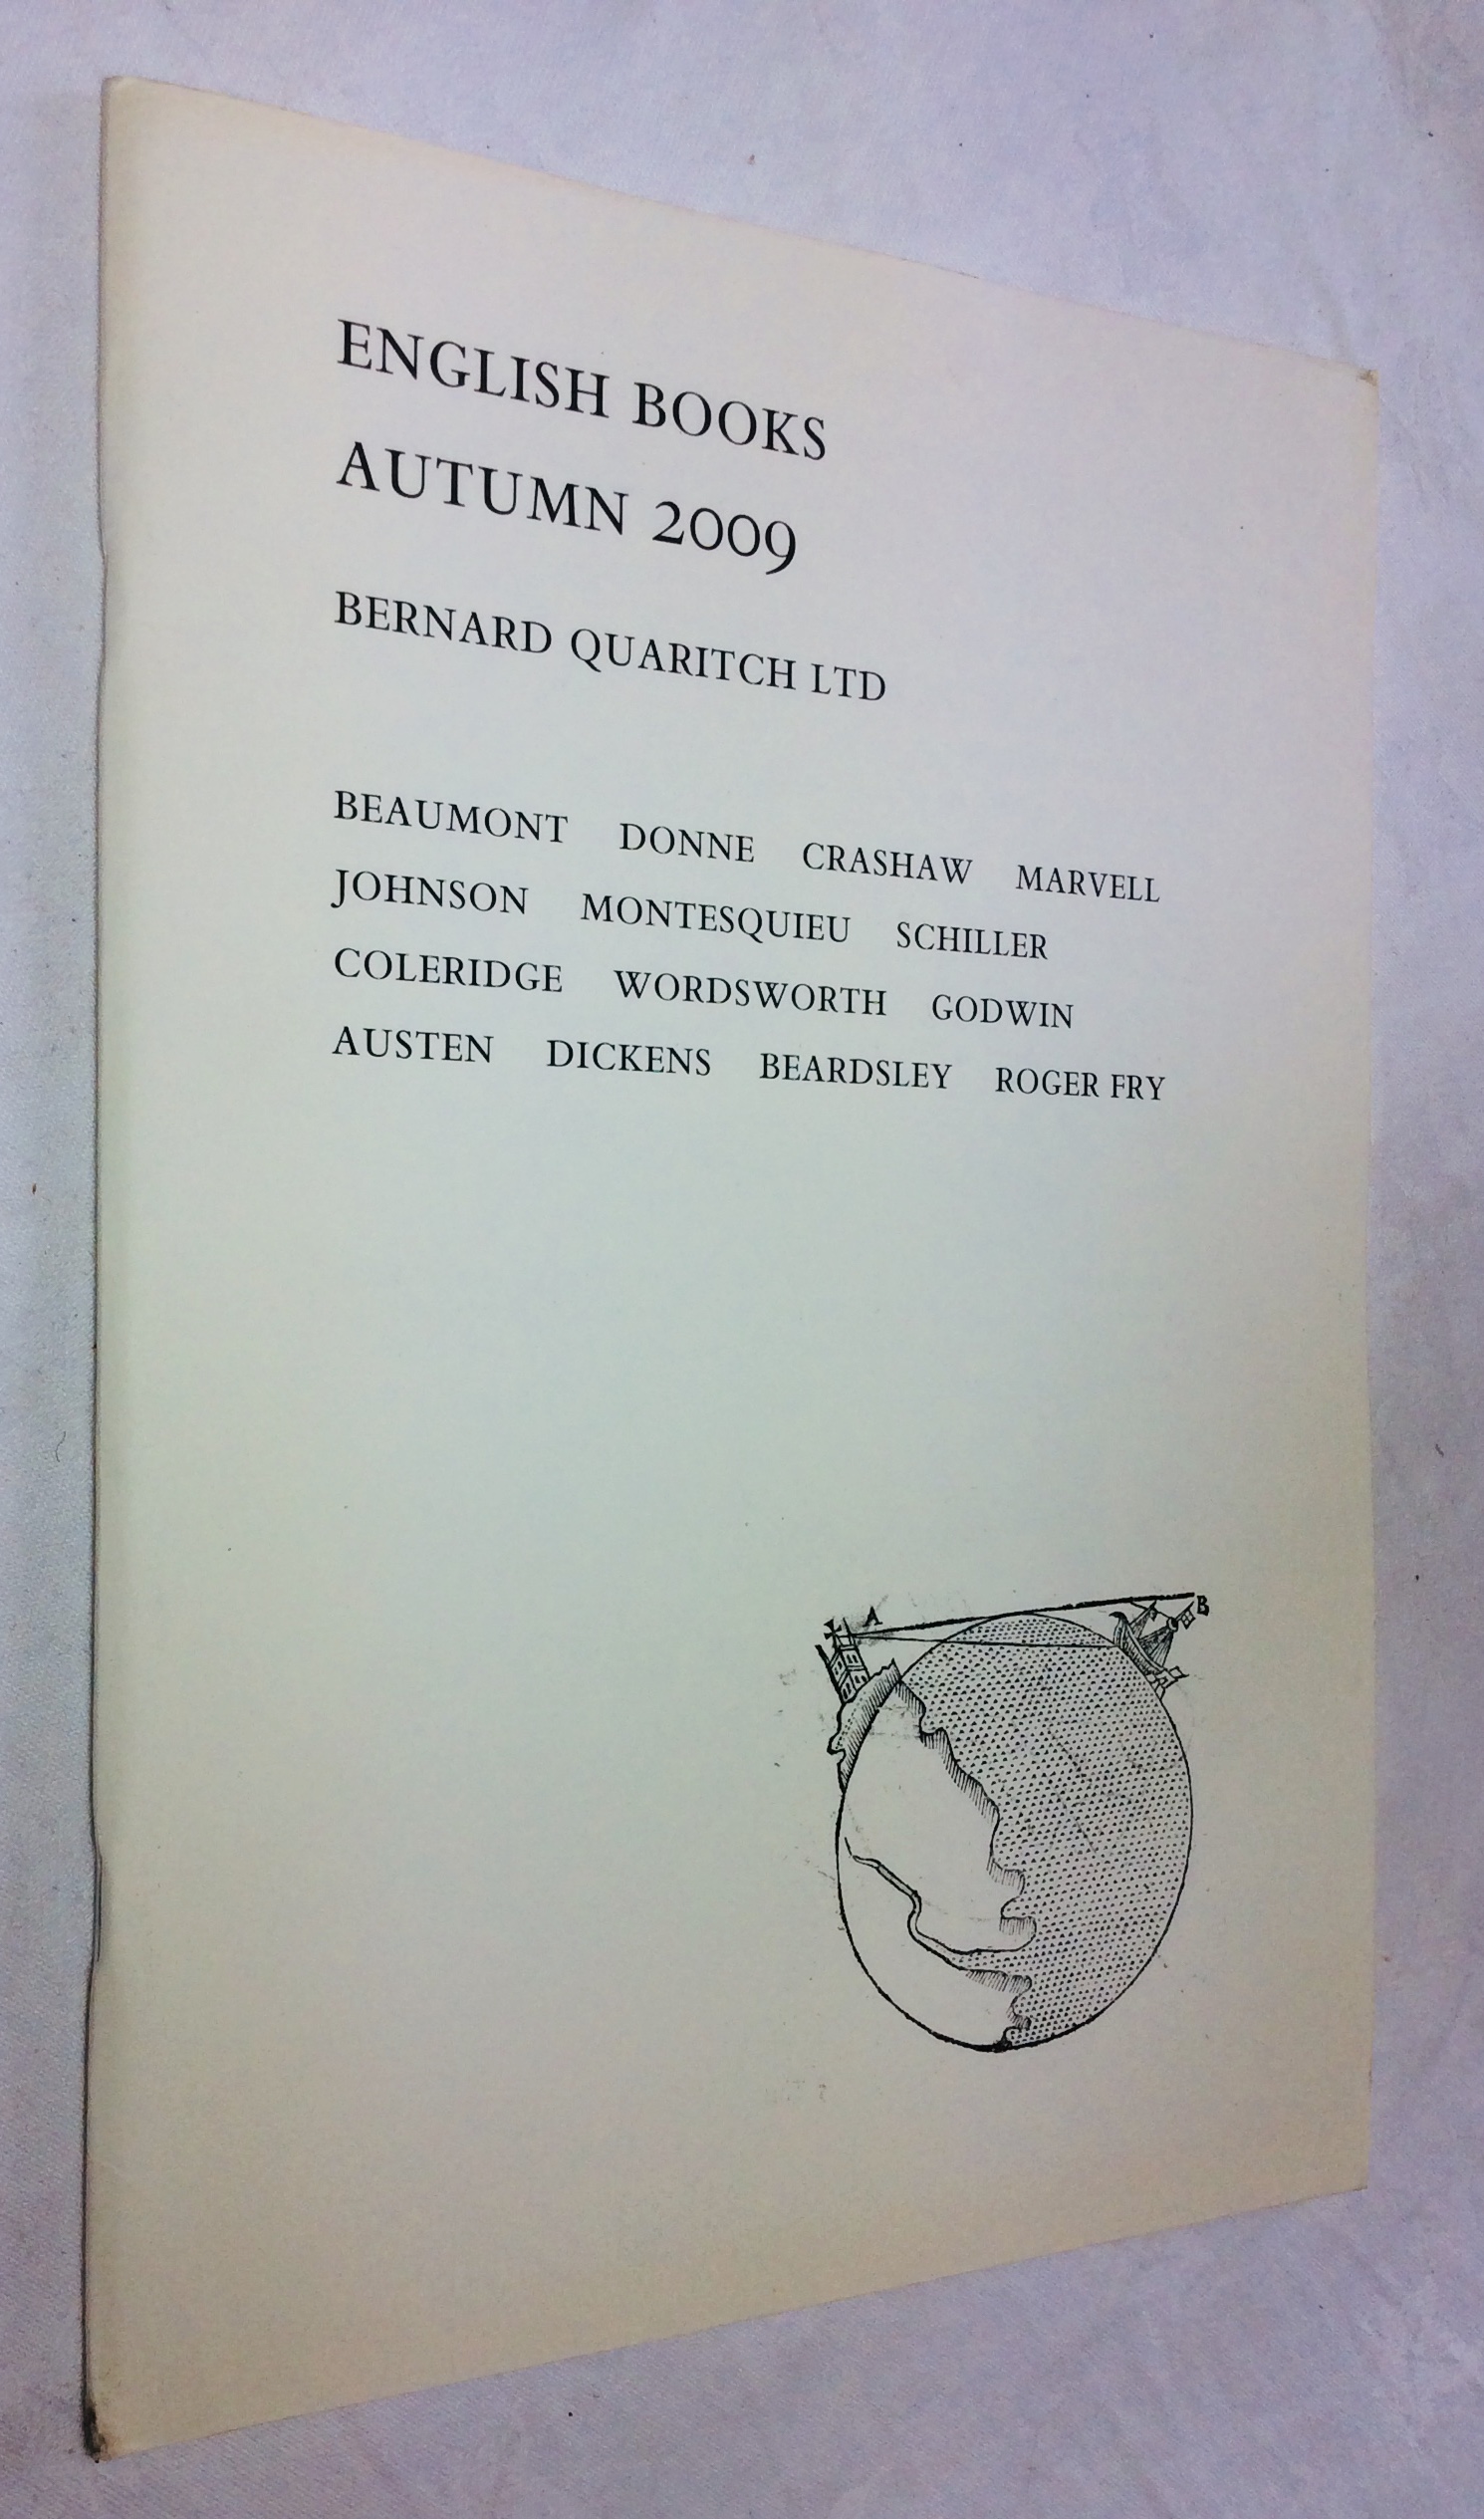 ENGLISH BOOKS
AUTUMN 2009
BERNARD QUARITCH LTD
BEAUMONT DONNE CRASHAW MARVELL
JOHNSON MONTESQUIEU SCHILLER
COLERIDGE WORDSWORTH GODWIN
AUSTEN DICKENS BEARDSLEY ROGER FRY
A B